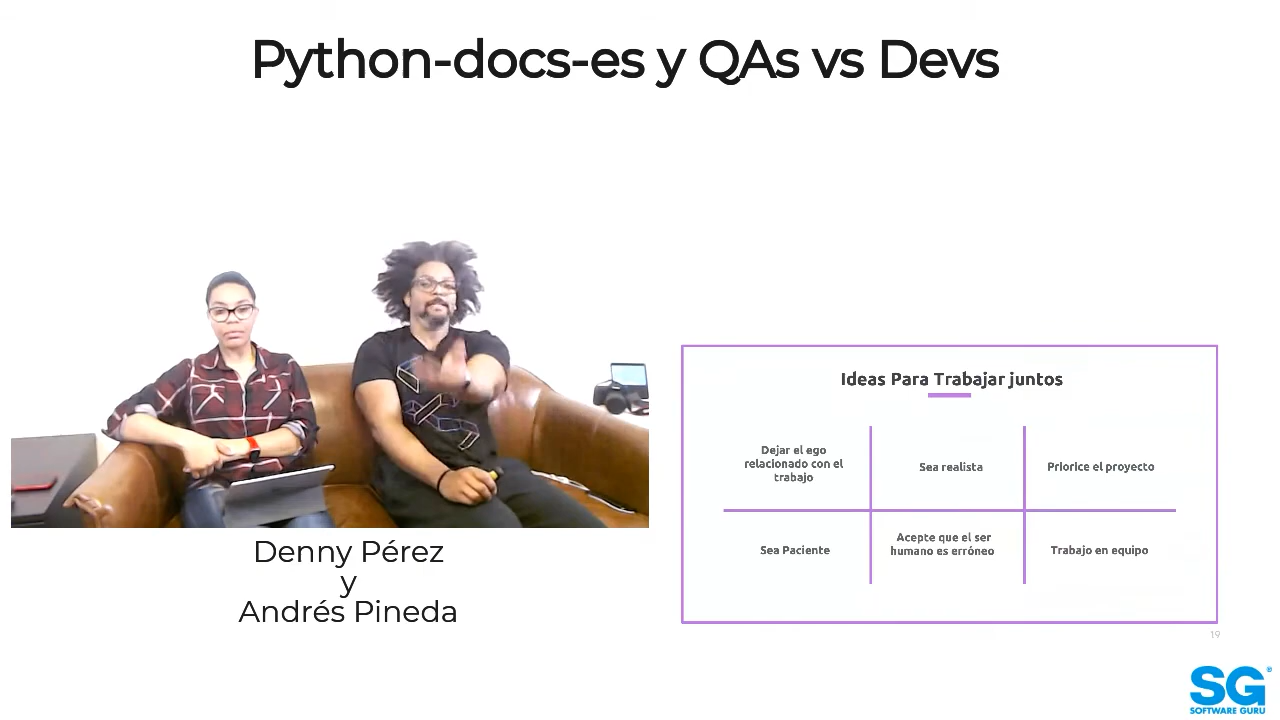 Python-docs-es y QAs vs Devs
Denny Pérez
y
Andrés Pineda
Ideas Para Trabajar juntos
Dejar el ego
relacionado con el
trabajo
Sea realista
Priorice el proyecto
Sea Paciente
Acepte que el ser
humano es erróneo
Trabajo en equipo
19
SG®
SOFTWARE GURU